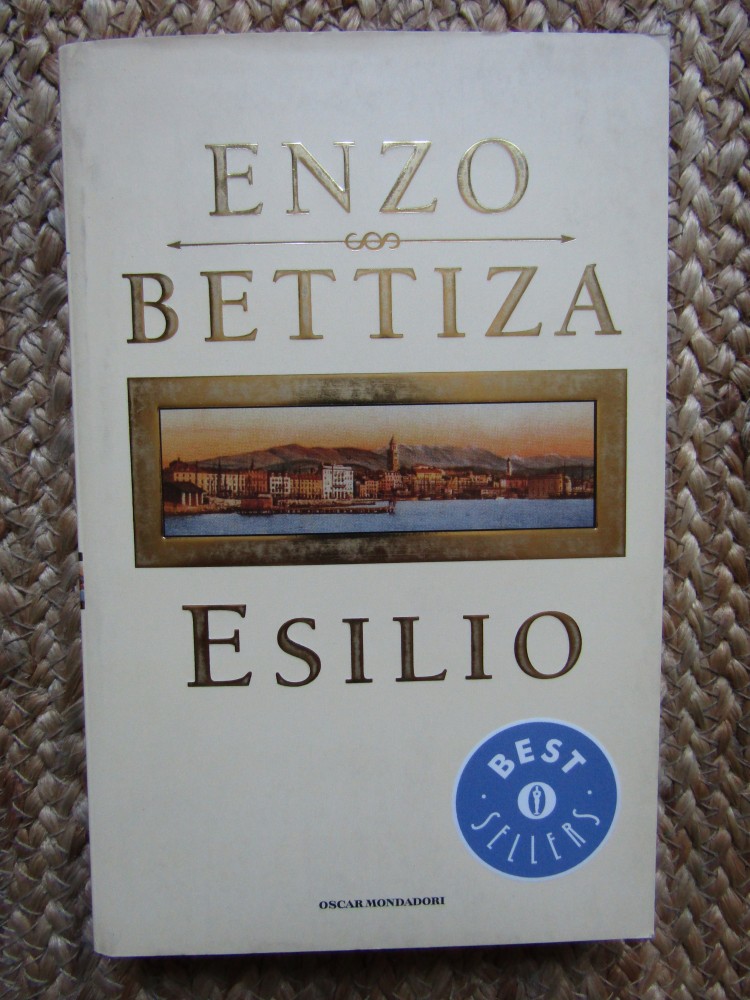 ENZO
BETTIZA
ESILIO
BEST
SELLERS
OSCAR MONDADORI